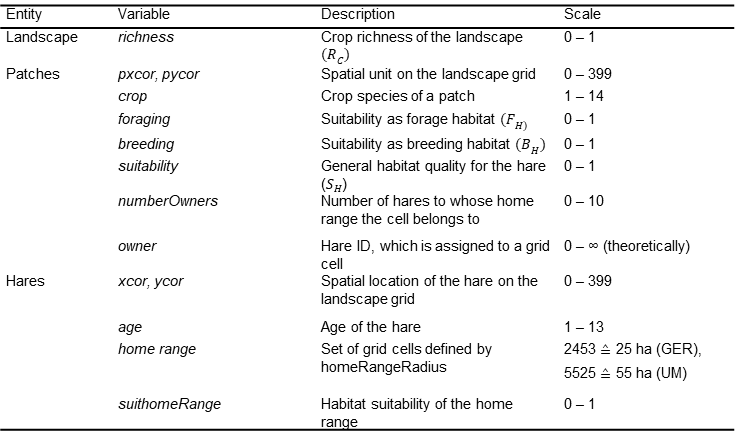 Entity Variable Description Scale
Landscape richness Crop richness of the landscape 0 – 1
(R_C)
Patches pxcor, pycor Spatial unit on the landscape grid 0 – 399
crop Crop species of a patch 1 – 14
foraging Suitability as forage habitat (F_H) 0 – 1
breeding Suitability as breeding habitat (B_H) 0 – 1
suitability General habitat quality for the hare 0 – 1
(S_H)
numberOwners Number of hares to whose home 0 – 10
range the cell belongs to
owner Hare ID, which is assigned to a grid 0 – ∞ (theoretically)
cell
Hares xcor, ycor Spatial location of the hare on the 0 – 399
landscape grid
age Age of the hare 1 – 13
home range Set of grid cells defined by 2453 ≙ 25 ha (GER),
homeRangeRadius 5525 ≙ 55 ha (UM)
suithomeRange Habitat suitability of the home 0 – 1
range